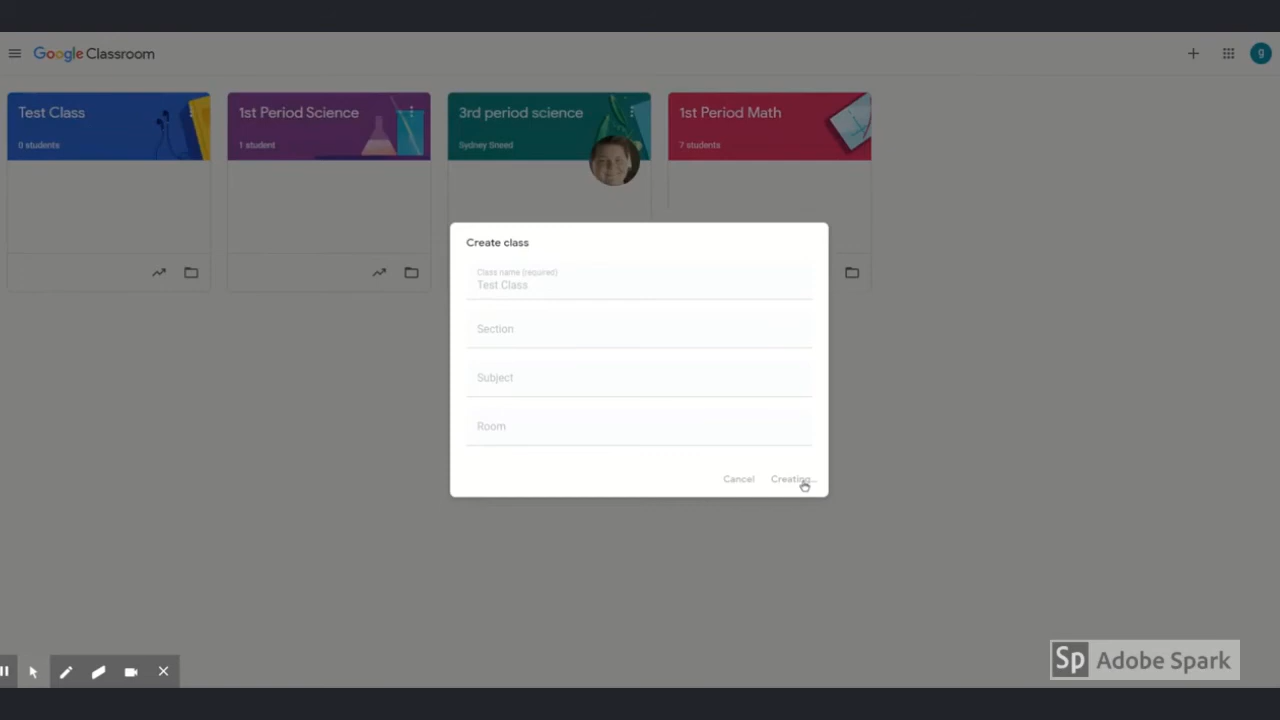 Google Classroom
g
Test Class
0 students
1st Period Science
1 student
3rd period science
Sydney Sneed
1st Period Math
7 students
Create class
Class name (required)
Test Class
Section
Subject
Room
Cancel
Creating...
Sp Adobe Spark